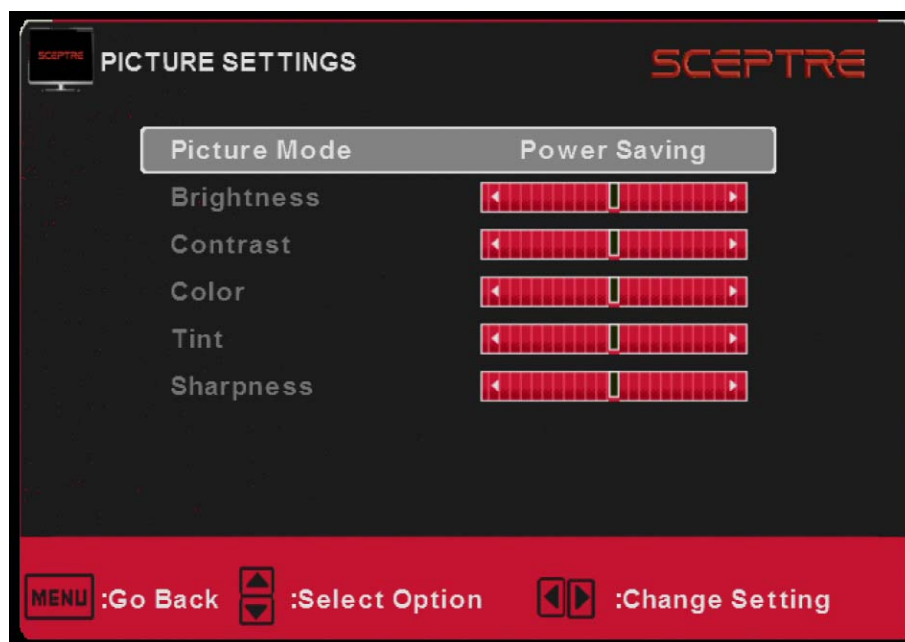 SCEPTRE
PICTURE SETTINGS
SCEPTRE
Picture Mode Power Saving
Brightness
Contrast
Color
Tint
Sharpness
MENU :Go Back :Select Option :Change Setting